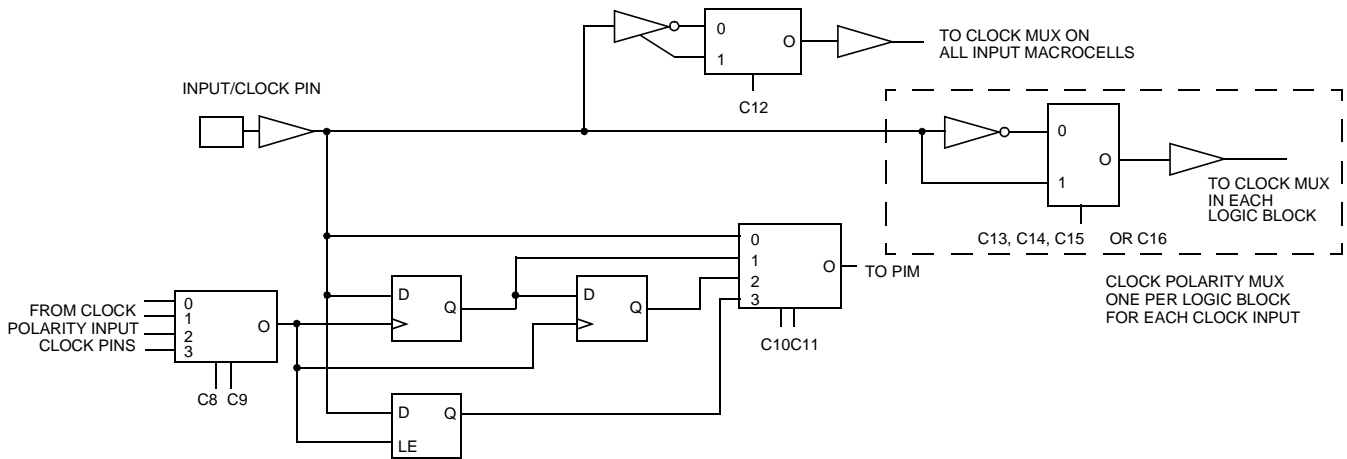 0
1
O
C12
TO CLOCK MUX ON
ALL INPUT MACROCELLS
INPUT/CLOCK PIN
0
1
O
TO CLOCK MUX
IN EACH
LOGIC BLOCK
C13, C14, C15 OR C16
0
1
2
3
O
TO PIM
C10C11
CLOCK POLARITY MUX
ONE PER LOGIC BLOCK
FOR EACH CLOCK INPUT
FROM CLOCK
POLARITY INPUT
CLOCK PINS
0
1
2
3
O
C8 C9
D
Q
D
Q
D
Q
LE